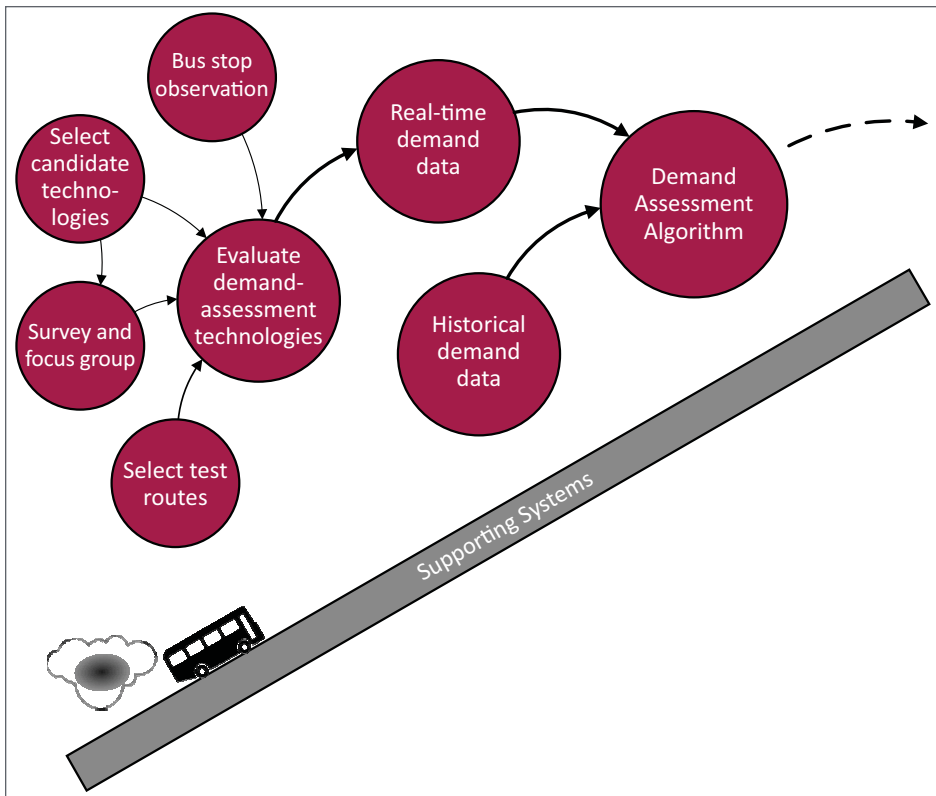 Bus stop
observation
Select
candidate
techno-
logies
Survey and
focus group
Evaluate
demand-
assessment
technologies
Select test
routes
Real-time
demand
data
Historical
demand
data
Demand
Assessment
Algorithm
Supporting Systems